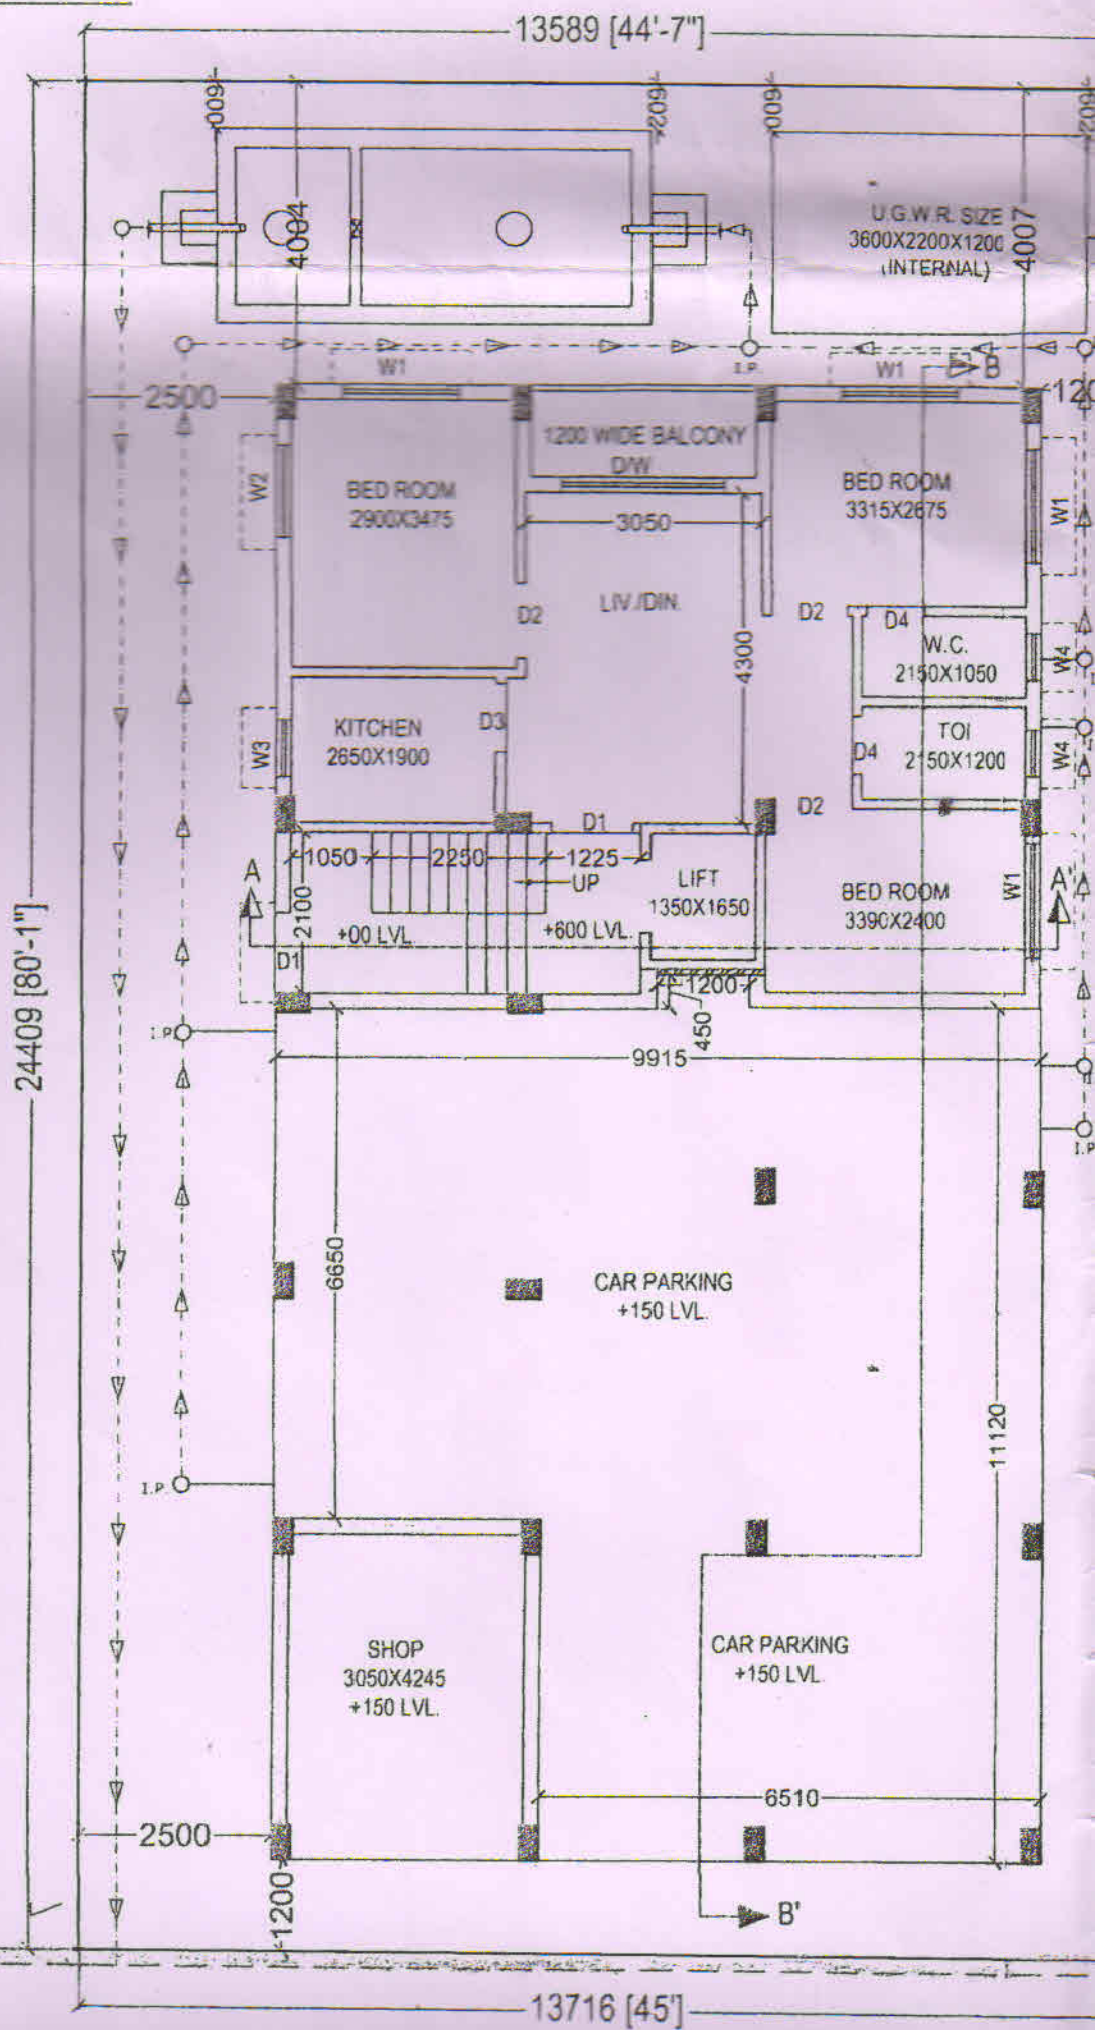 13589 [44'-7"]
600
602
600
602
4004
4007
U.G.W.R. SIZE
3600X2200X1200
(INTERNAL)
W1
I.P.
W1
B
2500
1200 WIDE BALCONY
D/W
W2
BED ROOM
2900X3475
BED ROOM
3315X2675
W1
3050
LIV./DIN.
D2
D2
D4
W.C.
2150X1050
W4
4300
KITCHEN
2650X1900
D3
W3
TOI
2150X1200
D4
W4
D2
D1
A
1050
2250
1225
UP
LIFT
1350X1650
BED ROOM
3390X2400
W1
A'
2100
+00 LVL.
+600 LVL.
D1
1200
450
I.P.
9915
24409 [80'-1"]
I.P.
6650
CAR PARKING
+150 LVL.
11120
I.P.
SHOP
3050X4245
+150 LVL.
CAR PARKING
+150 LVL.
6510
2500
1200
B'
13716 [45']